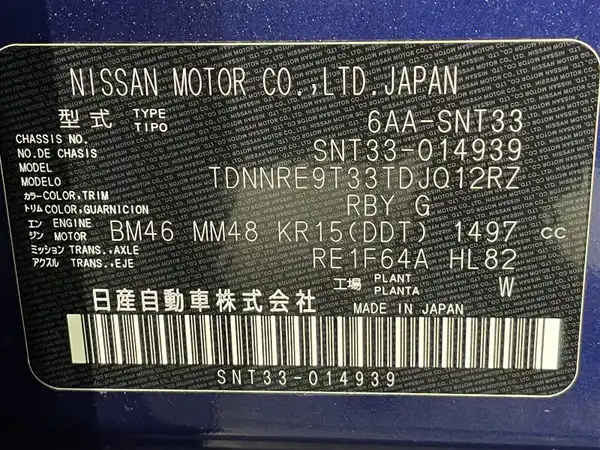 NISSAN MOTOR CO.,LTD.JAPAN
型式 TYPE TIPO 6AA-SNT33
CHASSIS NO. NO.DE CHASIS SNT33-014939
MODEL MODELO TDNNRE9T33TDJQ12RZ
カラー COLOR,TRIM トリム COLOR,GUARNICION RBY G
エンジン ENGINE MOTOR BM46 MM48 KR15(DDT) 1497 cc
ミッション TRANS.,AXLE アクスル TRANS.,EJE RE1F64A HL82
工場 PLANT PLANTA W
日産自動車株式会社 MADE IN JAPAN
SNT33-014939